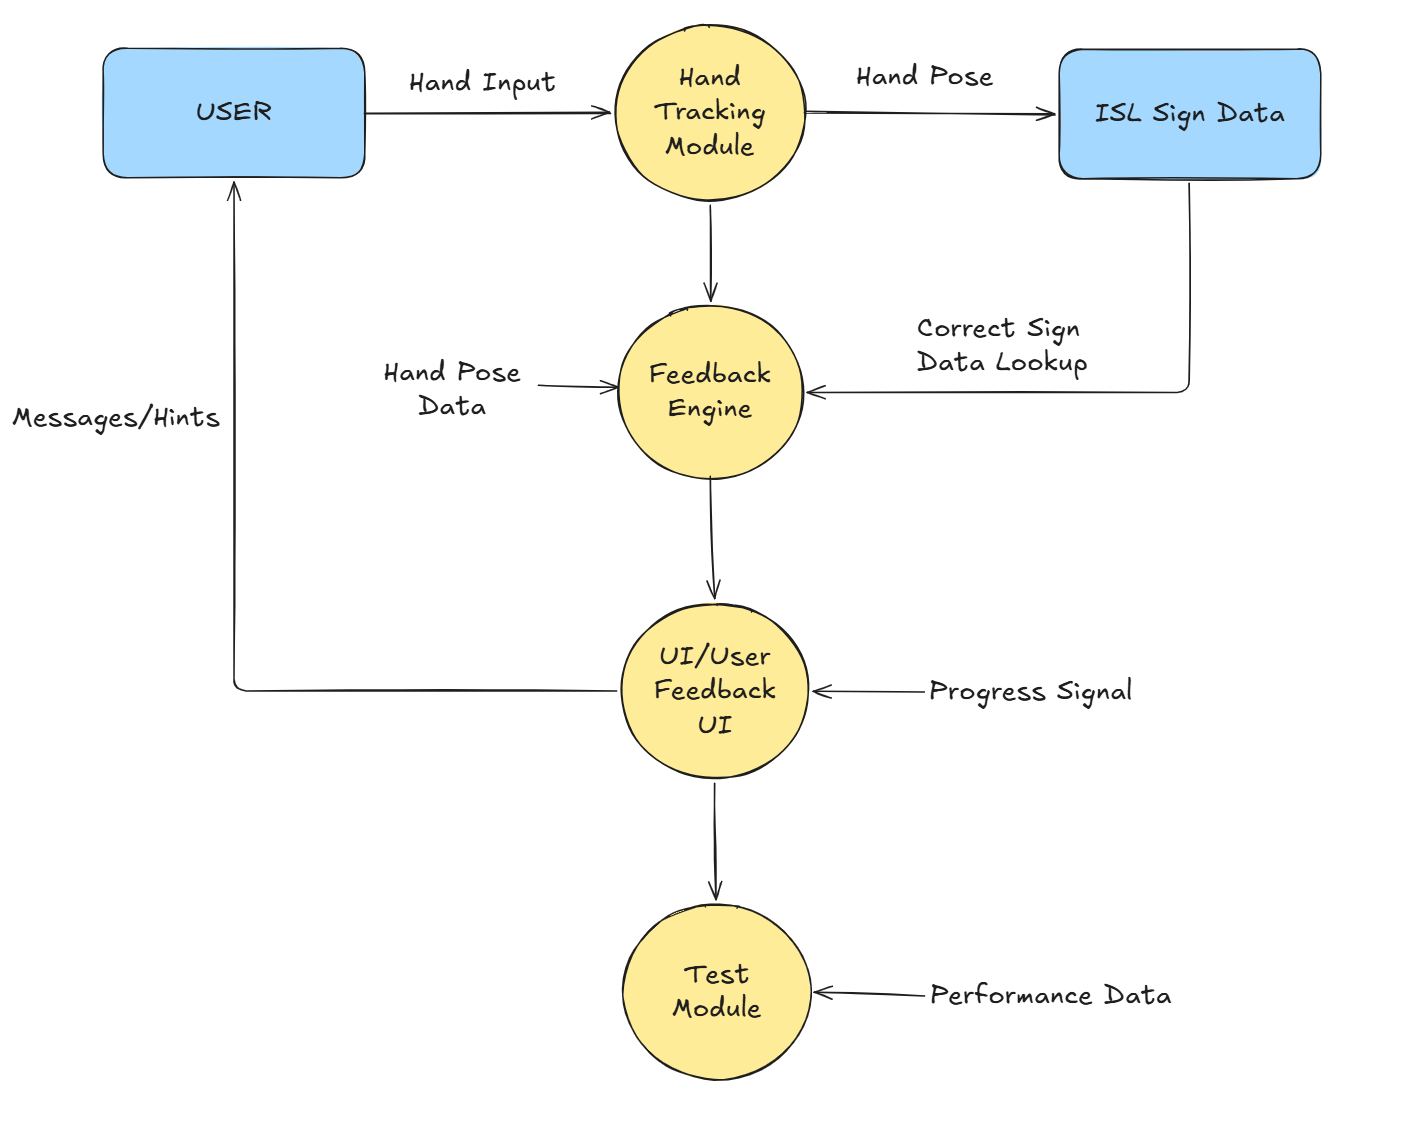 USER
Hand Input
Hand
Tracking
Module
Hand Pose
ISL Sign Data
Correct Sign
Data Lookup
Hand Pose
Data
Feedback
Engine
Messages/Hints
UI/User
Feedback
UI
Progress Signal
Test
Module
Performance Data